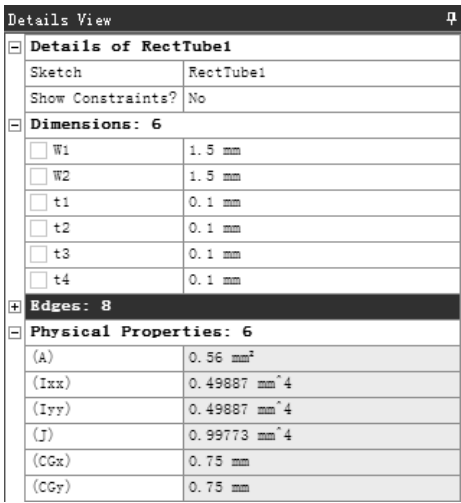 Details View
Details of RectTube1
Sketch RectTube1
Show Constraints? No
Dimensions: 6
W1 1.5 mm
W2 1.5 mm
t1 0.1 mm
t2 0.1 mm
t3 0.1 mm
t4 0.1 mm
Edges: 8
Physical Properties: 6
(A) 0.56 mm²
(Ixx) 0.49887 mm^4
(Iyy) 0.49887 mm^4
(J) 0.99773 mm^4
(CGx) 0.75 mm
(CGy) 0.75 mm